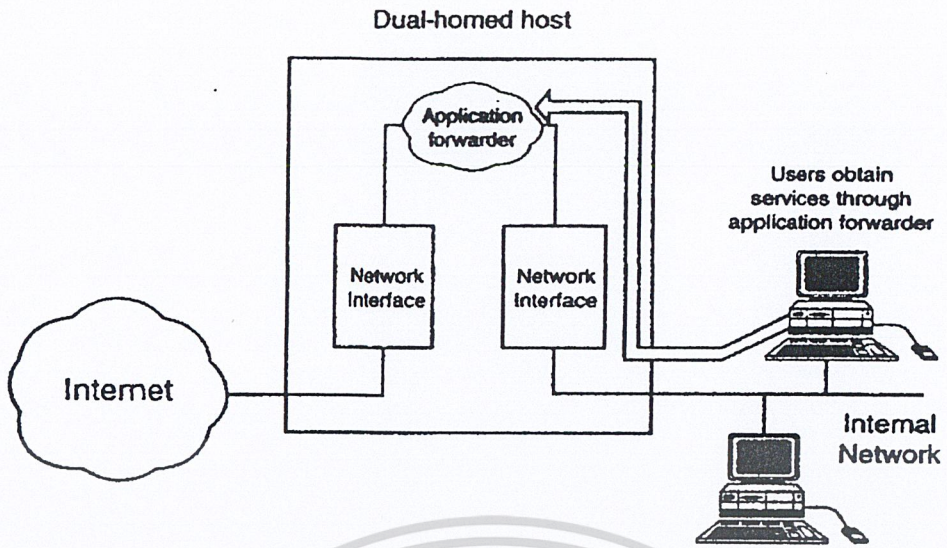 Dual-homed host
Application
forwarder
Users obtain
services through
application forwarder
Network
Interface
Network
Interface
Internet
Internal
Network